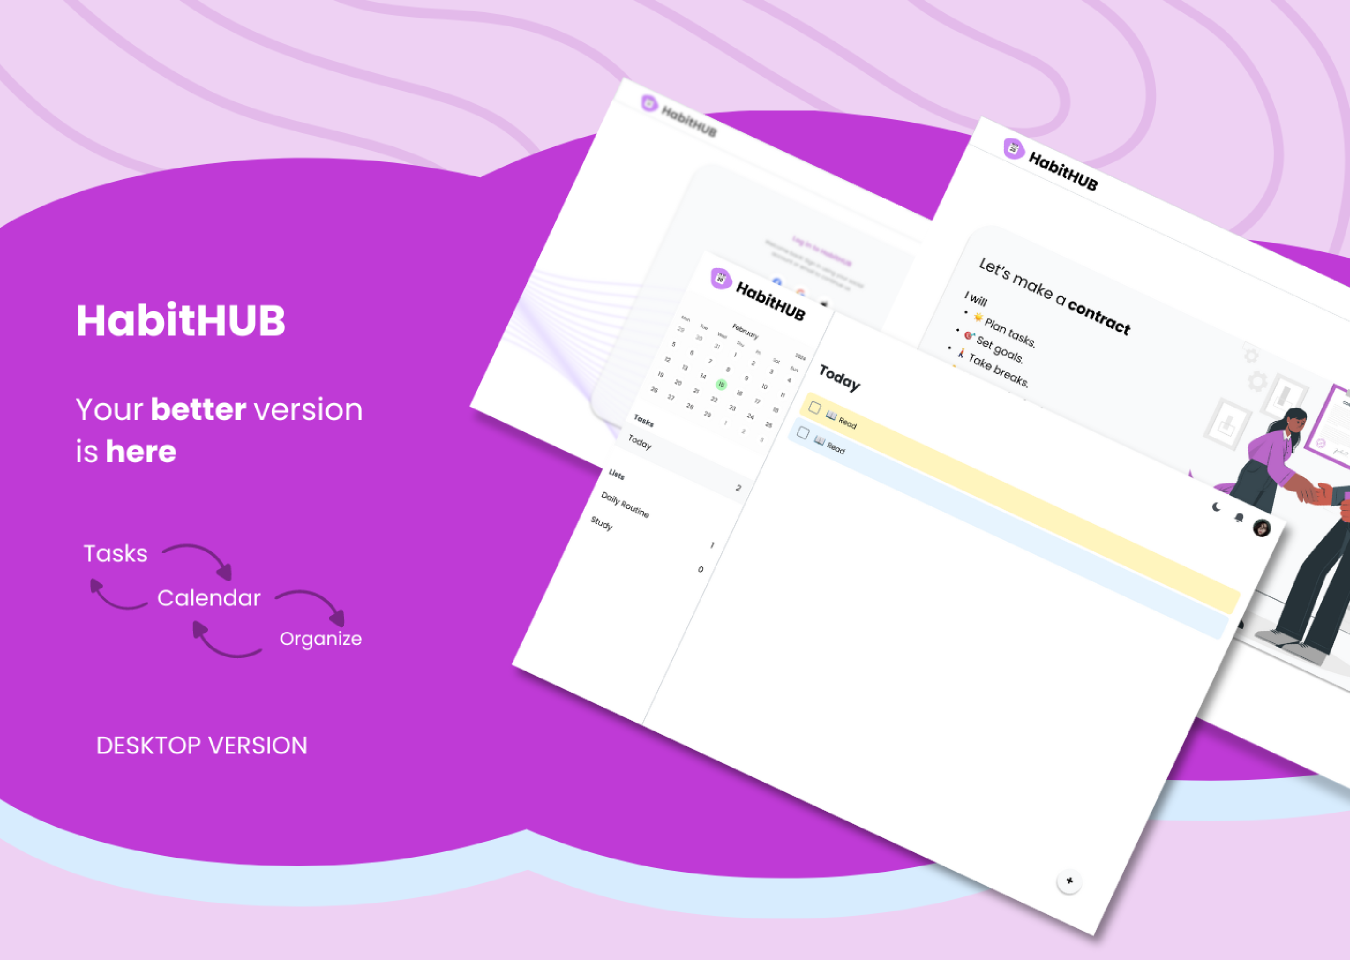 HabitHUB
Your better version
is here
Tasks
Calendar
Organize
DESKTOP VERSION
HabitHUB
Log in to HabitHUB
HabitHUB
Let's make a contract
I will
• ☀️ Plan tasks.
• 🎯 Set goals.
• Take breaks.
HabitHUB
February
Mon Tue Wed Thu Fri Sat Sun
29 30 31 1 2 3 4
5 6 7 8 9 10 11
12 13 14 15 16 17 18
19 20 21 22 23 24 25
26 27 28 29 1 2 3
Tasks
Today 2
Lists
Daily Routine 1
Study 0
Today
📖 Read
📖 Read
+